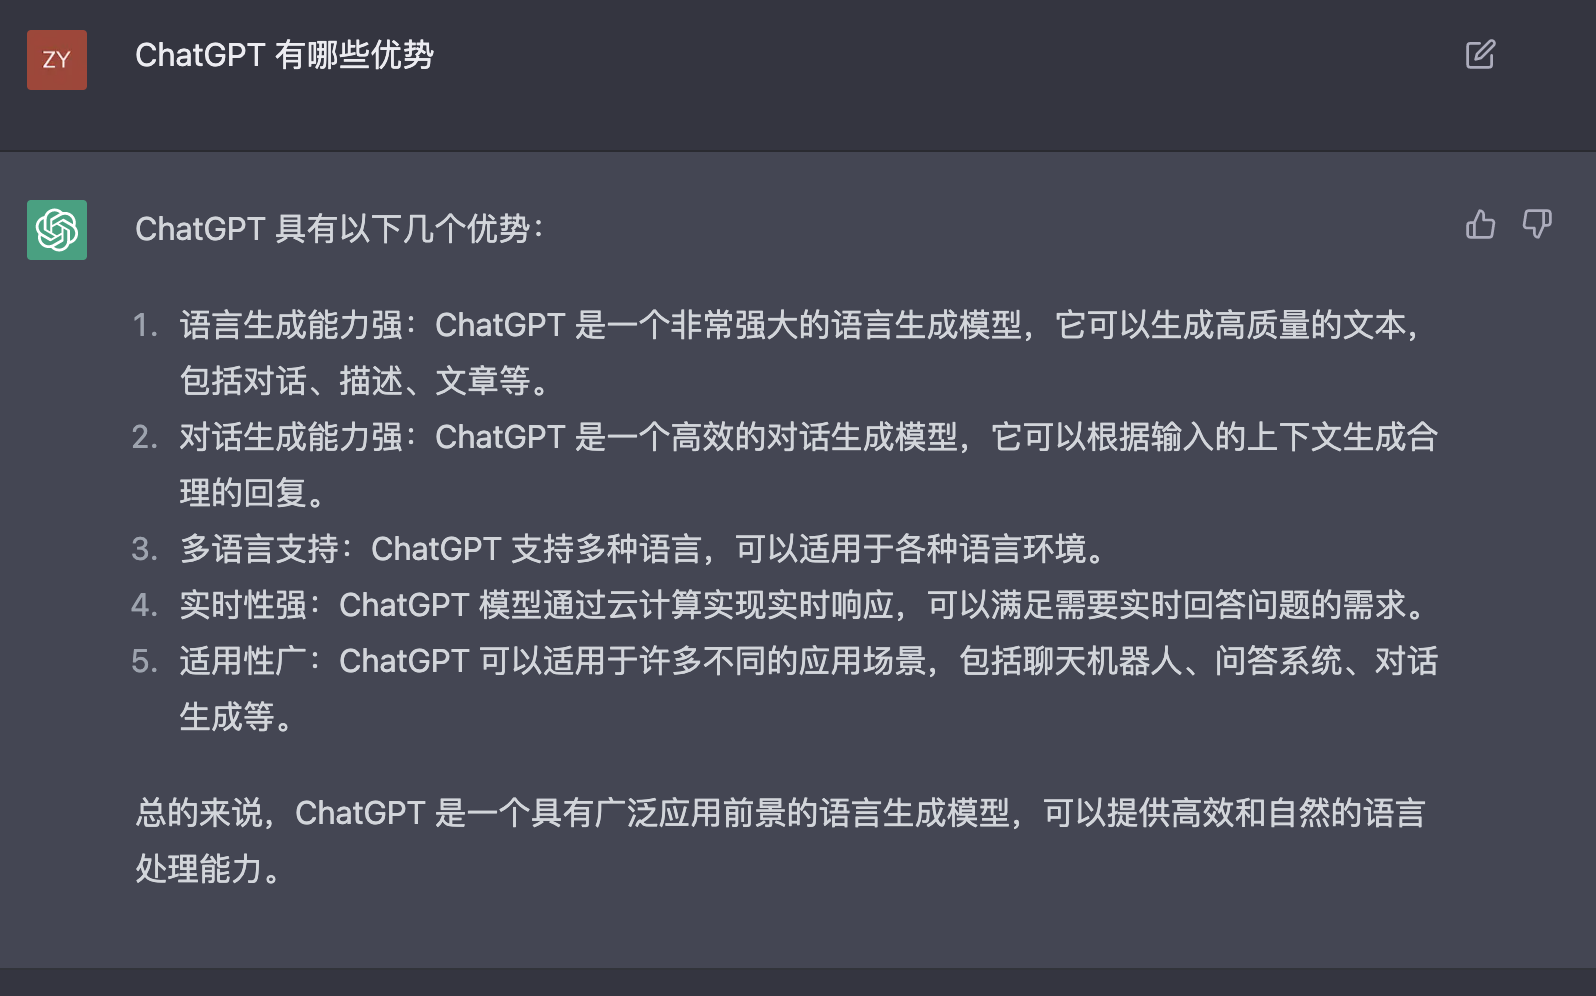 ZY
ChatGPT 有哪些优势
ChatGPT 具有以下几个优势：
1. 语言生成能力强：ChatGPT 是一个非常强大的语言生成模型，它可以生成高质量的文本，
包括对话、描述、文章等。
2. 对话生成能力强：ChatGPT 是一个高效的对话生成模型，它可以根据输入的上下文生成合
理的回复。
3. 多语言支持：ChatGPT 支持多种语言，可以适用于各种语言环境。
4. 实时性强：ChatGPT 模型通过云计算实现实时响应，可以满足需要实时回答问题的需求。
5. 适用性广：ChatGPT 可以适用于许多不同的应用场景，包括聊天机器人、问答系统、对话
生成等。
总的来说，ChatGPT 是一个具有广泛应用前景的语言生成模型，可以提供高效和自然的语言
处理能力。